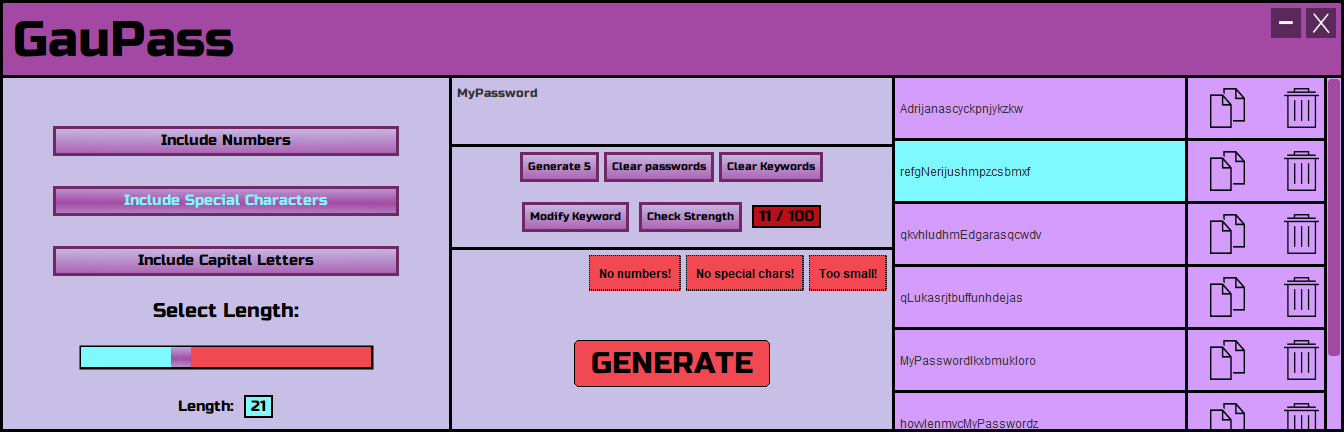 GauPass
Include Numbers
Include Special Characters
Include Capital Letters
Select Length:
Length: 21
MyPassword
Generate 5 Clear passwords Clear Keywords
Modify Keyword Check Strength 11 / 100
No numbers! No special chars! Too small!
GENERATE
Adrijanascyckpnjykzkw
refgNerijushmpzcsbmxf
qkvhludhmEdgarasqcwdv
qLukasrjtbuffunhdejas
MyPasswordlkxbmukloro